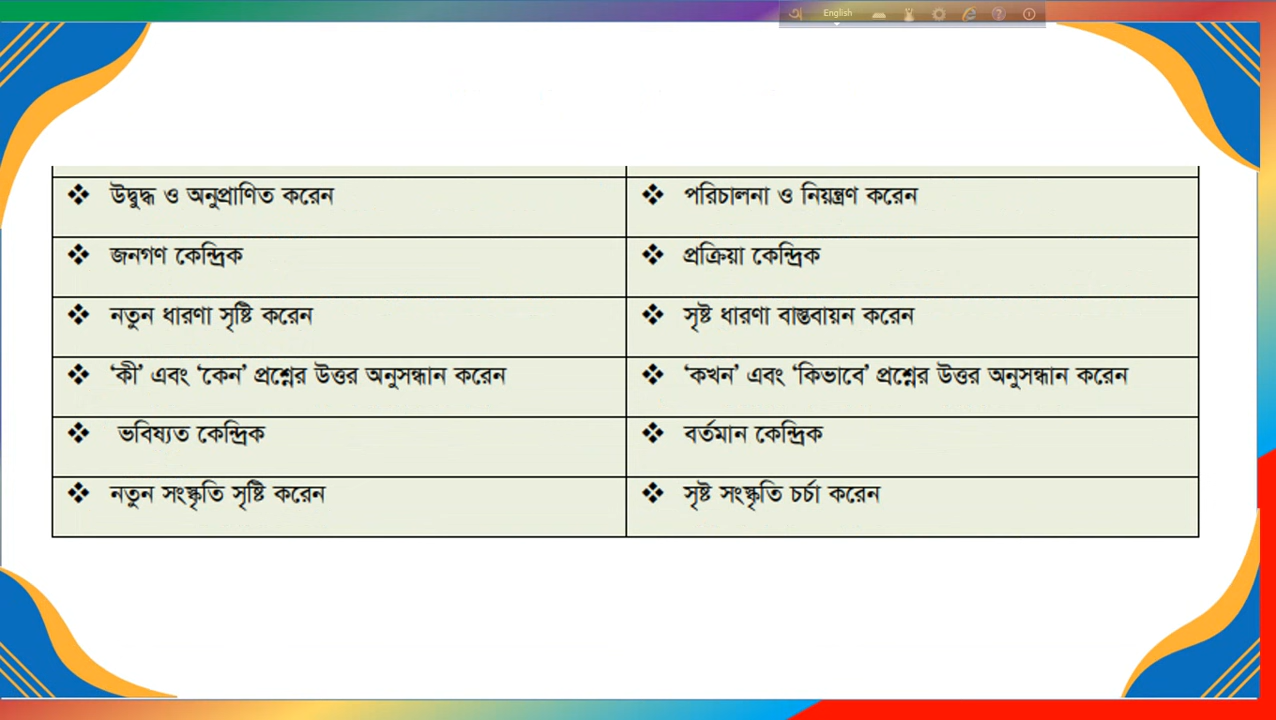 অ English
❖ উদ্বুদ্ধ ও অনুপ্রাণিত করেন ❖ পরিচালনা ও নিয়ন্ত্রণ করেন
❖ জনগণ কেন্দ্রিক ❖ প্রক্রিয়া কেন্দ্রিক
❖ নতুন ধারণা সৃষ্টি করেন ❖ সৃষ্ট ধারণা বাস্তবায়ন করেন
❖ ‘কী’ এবং ‘কেন’ প্রশ্নের উত্তর অনুসন্ধান করেন ❖ ‘কখন’ এবং ‘কিভাবে’ প্রশ্নের উত্তর অনুসন্ধান করেন
❖ ভবিষ্যত কেন্দ্রিক ❖ বর্তমান কেন্দ্রিক
❖ নতুন সংস্কৃতি সৃষ্টি করেন ❖ সৃষ্ট সংস্কৃতি চর্চা করেন